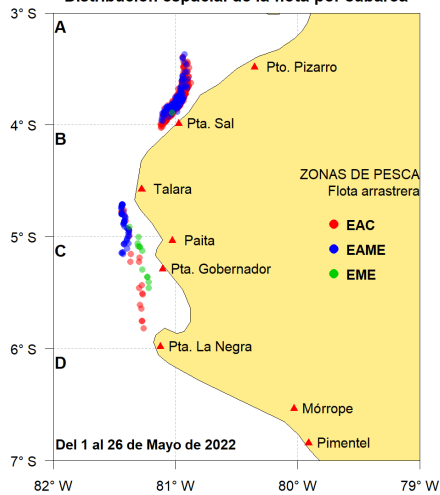 Distribución espacial de la flota por subárea
3° S
A
Pto. Pizarro
4° S
Pta. Sal
B
ZONAS DE PESCA
Talara
Flota arrastrera
EAC
5° S
Paita
C
EAME
Pta. Gobernador
EME
6° S
Pta. La Negra
D
Mórrope
Del 1 al 26 de Mayo de 2022
Pimentel
7° S
82° W
81° W
80° W
79° W